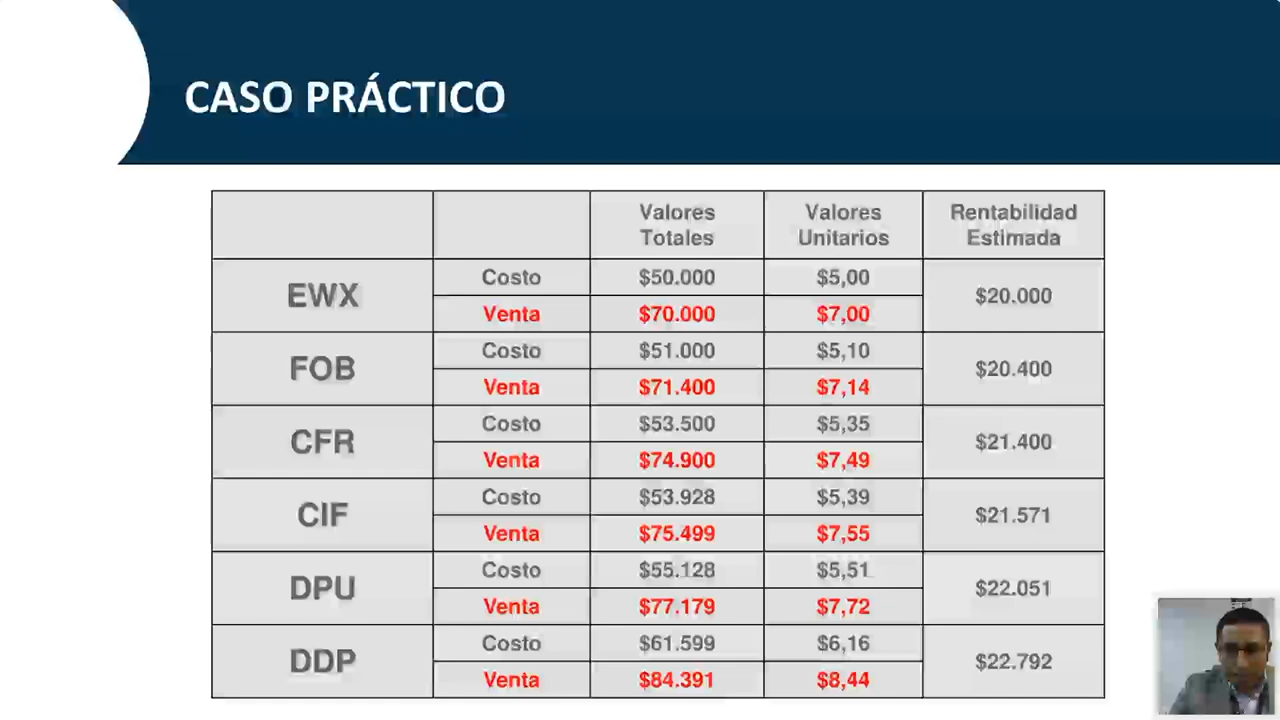 CASO PRÁCTICO
Valores Totales Valores Unitarios Rentabilidad Estimada
EWX Costo $50.000 $5,00 $20.000
Venta $70.000 $7,00
FOB Costo $51.000 $5,10 $20.400
Venta $71.400 $7,14
CFR Costo $53.500 $5,35 $21.400
Venta $74.900 $7,49
CIF Costo $53.928 $5,39 $21.571
Venta $75.499 $7,55
DPU Costo $55.128 $5,51 $22.051
Venta $77.179 $7,72
DDP Costo $61.599 $6,16 $22.792
Venta $84.391 $8,44